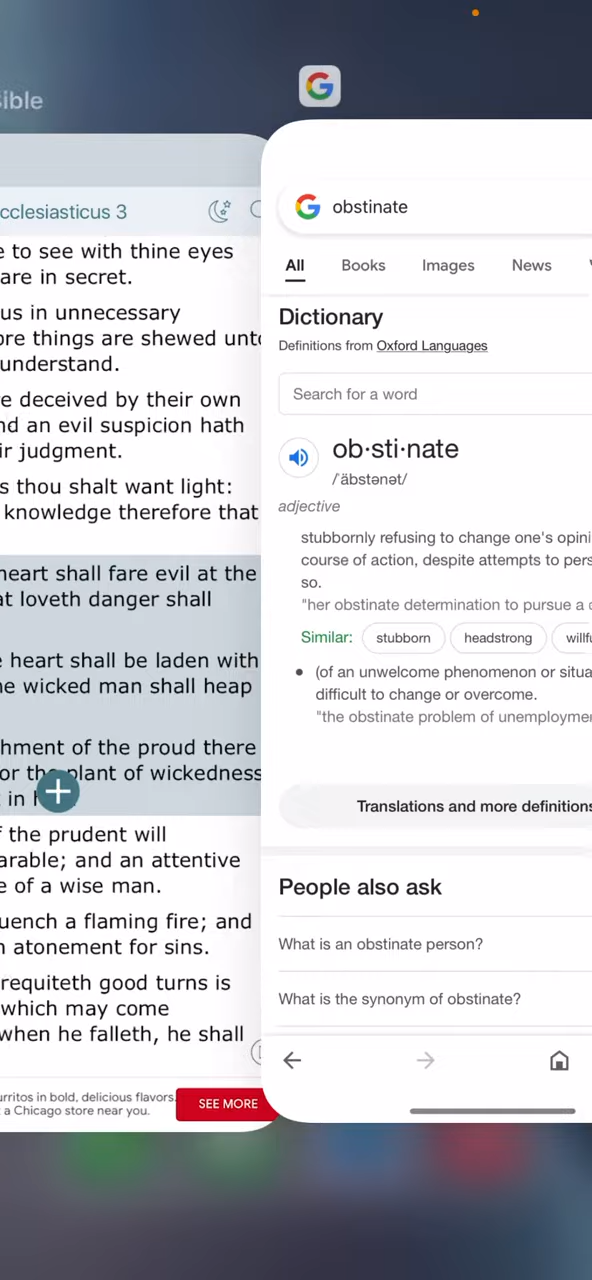 ible
cclesiasticus 3
e to see with thine eyes
are in secret.
us in unnecessary
ore things are shewed unto
understand.
e deceived by their own
nd an evil suspicion hath
ir judgment.
s thou shalt want light:
knowledge therefore that
heart shall fare evil at the
at loveth danger shall
e heart shall be laden with
he wicked man shall heap
hment of the proud there
or the plant of wickedness
in h
f the prudent will
arable; and an attentive
e of a wise man.
uench a flaming fire; and
n atonement for sins.
requiteth good turns is
which may come
when he falleth, he shall
urritos in bold, delicious flavors.
t a Chicago store near you.
SEE MORE
obstinate
All Books Images News
Dictionary
Definitions from Oxford Languages
Search for a word
ob·sti·nate
/ˈäbstənət/
adjective
stubbornly refusing to change one's opini
course of action, despite attempts to pers
so.
"her obstinate determination to pursue a c
Similar: stubborn headstrong willfu
• (of an unwelcome phenomenon or situa
difficult to change or overcome.
"the obstinate problem of unemployme
Translations and more definitions
People also ask
What is an obstinate person?
What is the synonym of obstinate?